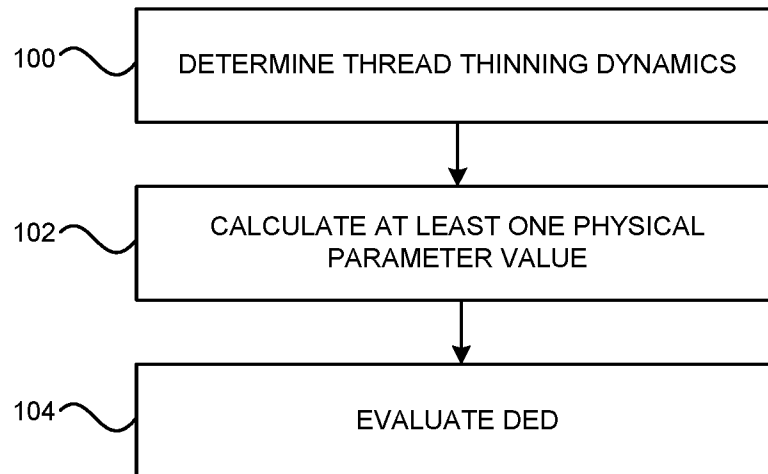 100
DETERMINE THREAD THINNING DYNAMICS
102
CALCULATE AT LEAST ONE PHYSICAL
PARAMETER VALUE
104
EVALUATE DED